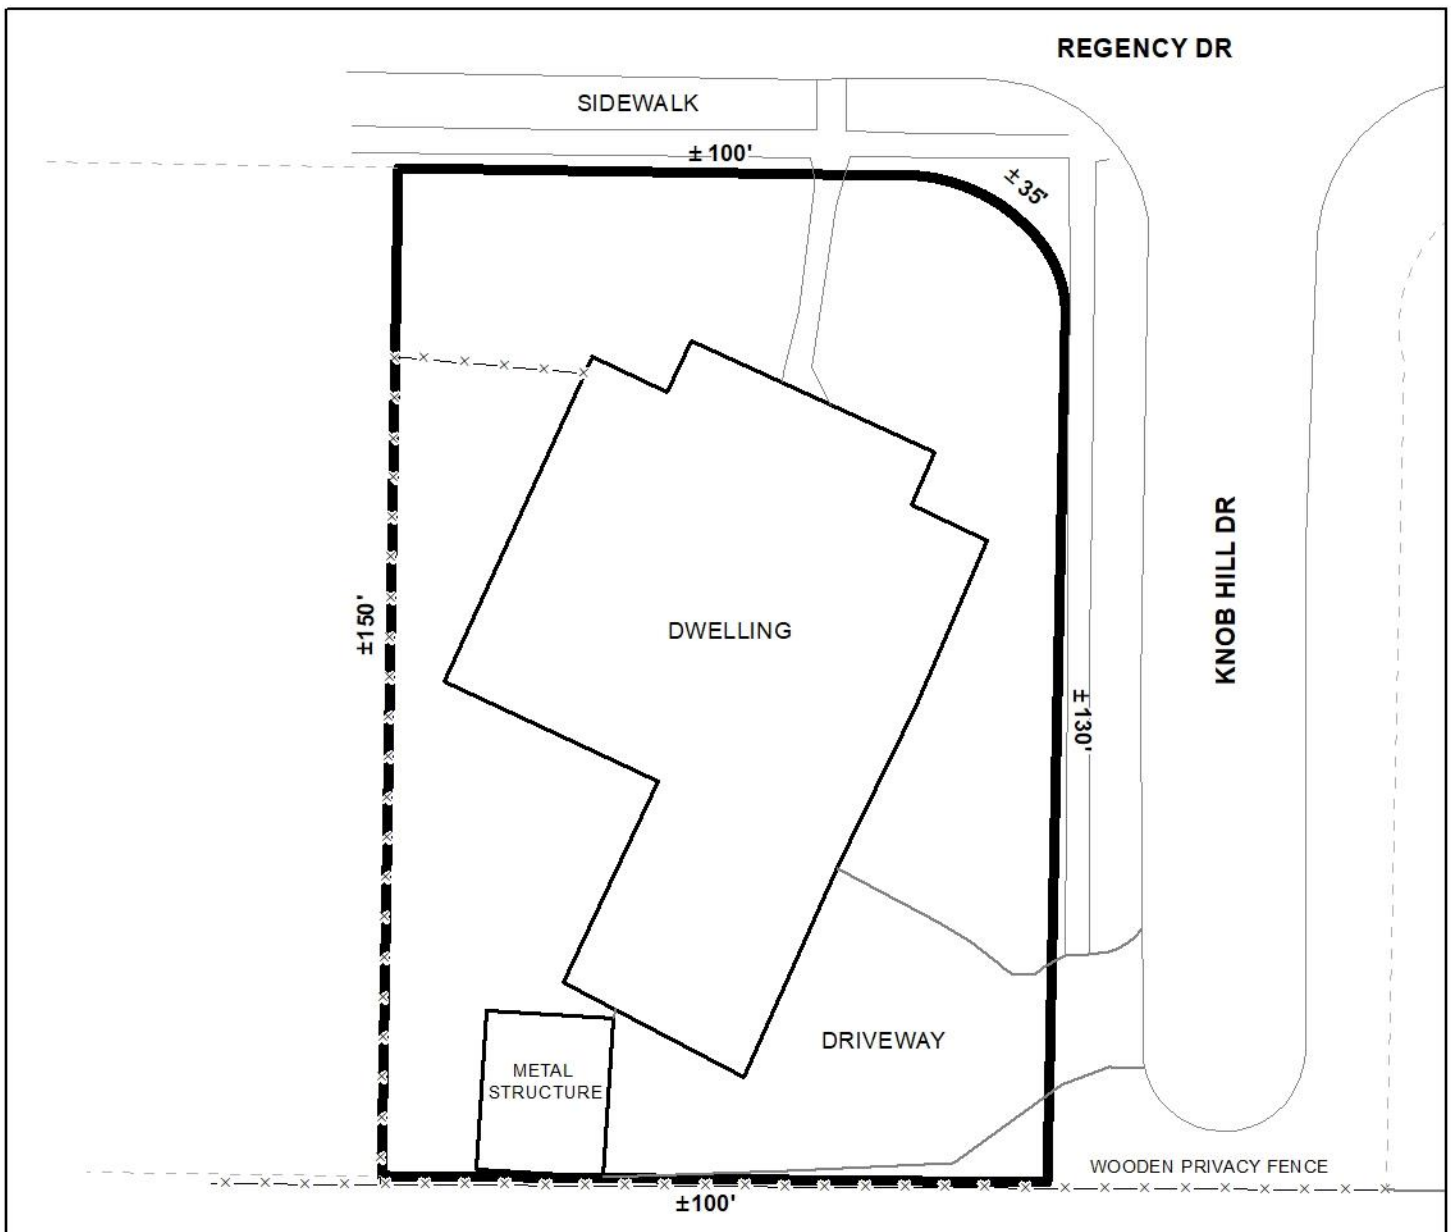 REGENCY DR
SIDEWALK
± 100'
± 35'
KNOB HILL DR
±150'
DWELLING
±130'
DRIVEWAY
METAL
STRUCTURE
WOODEN PRIVACY FENCE
±100'